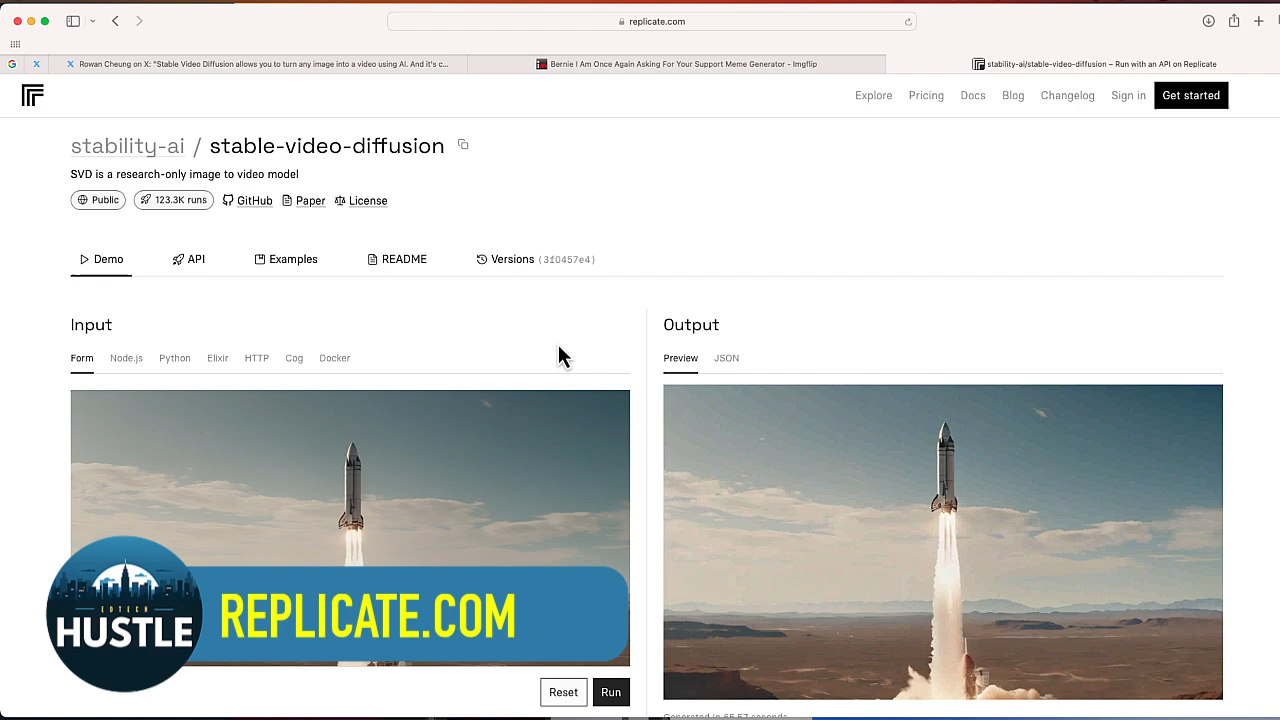 replicate.com
Rowan Cheung on X: "Stable Video Diffusion allows you to turn any image into a video using AI. And it's c...
Bernie I Am Once Again Asking For Your Support Meme Generator - Imgflip
stability-ai/stable-video-diffusion – Run with an API on Replicate
Explore Pricing Docs Blog Changelog Sign in Get started
stability-ai / stable-video-diffusion
SVD is a research-only image to video model
Public 123.3K runs GitHub Paper License
Demo API Examples README Versions (3f0457e4)
Input
Output
Form Node.js Python Elixir HTTP Cog Docker
Preview JSON
EDTECH
HUSTLE
REPLICATE.COM
Reset Run
Generated in 65.57 seconds